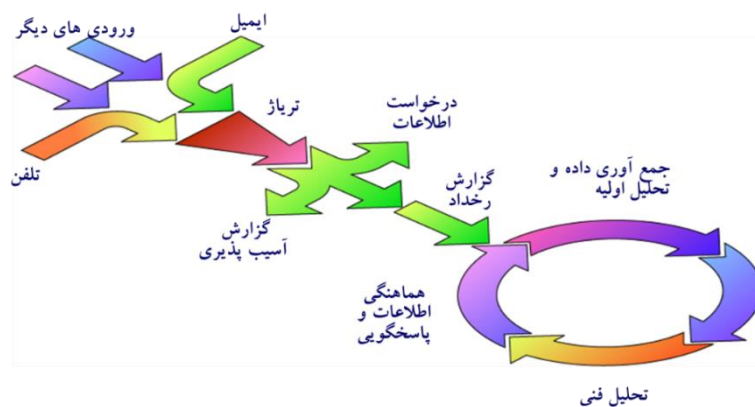 ورودی های دیگر
ایمیل
تریاژ
درخواست
اطلاعات
تلفن
گزارش
آسیب پذیری
گزارش
رخداد
جمع آوری داده و
تحلیل اولیه
هماهنگی
اطلاعات و
پاسخگویی
تحلیل فنی